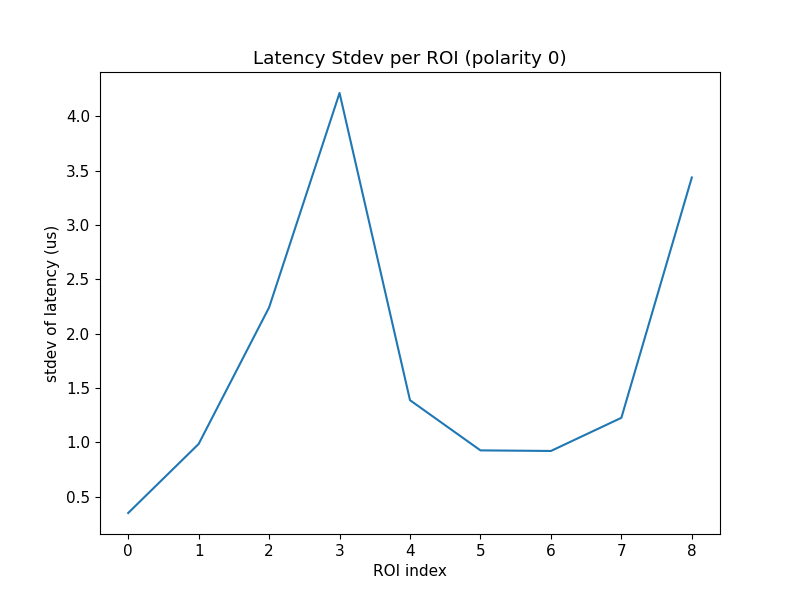 Latency Stdev per ROI (polarity 0)
stdev of latency (us)
4.0
3.5
3.0
2.5
2.0
1.5
1.0
0.5
0 1 2 3 4 5 6 7 8
ROI index